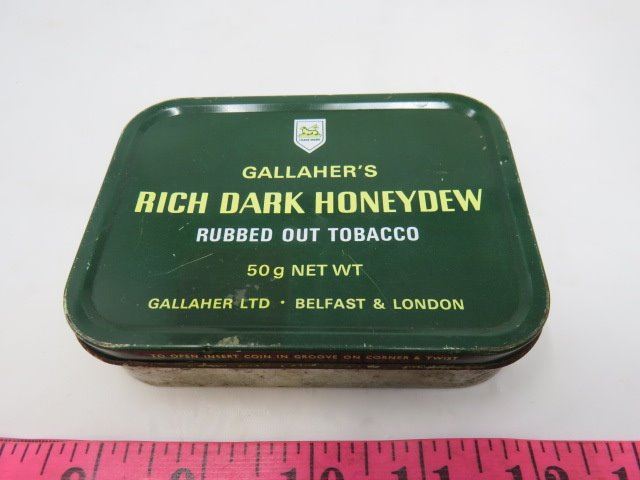 GALLAHER'S
RICH DARK HONEYDEW
RUBBED OUT TOBACCO
50g NET WT
GALLAHER LTD · BELFAST & LONDON
TO OPEN INSERT COIN IN GROOVE ON CORNER & TWIST